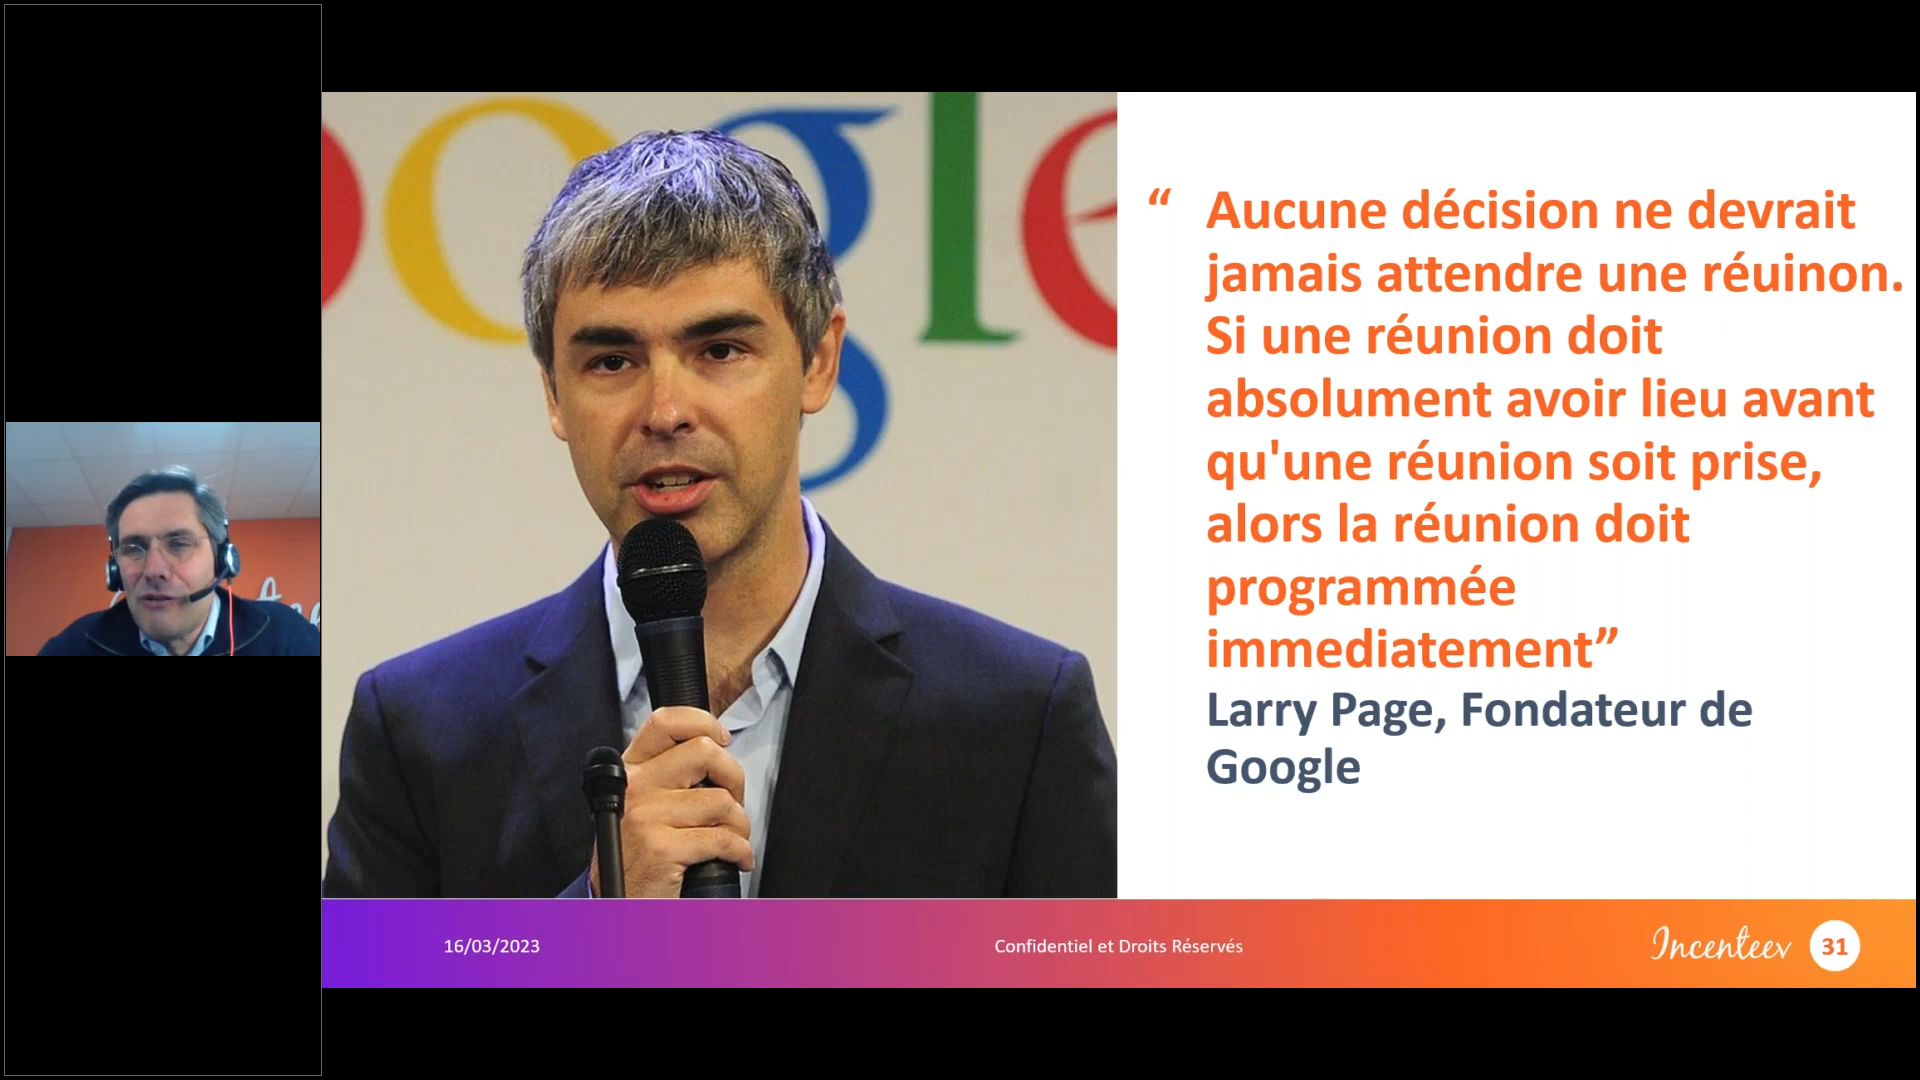 “ Aucune décision ne devrait
jamais attendre une réuinon.
Si une réunion doit
absolument avoir lieu avant
qu'une réunion soit prise,
alors la réunion doit
programmée
immediatement”
Larry Page, Fondateur de
Google
16/03/2023
Confidentiel et Droits Réservés
Incenteev
31